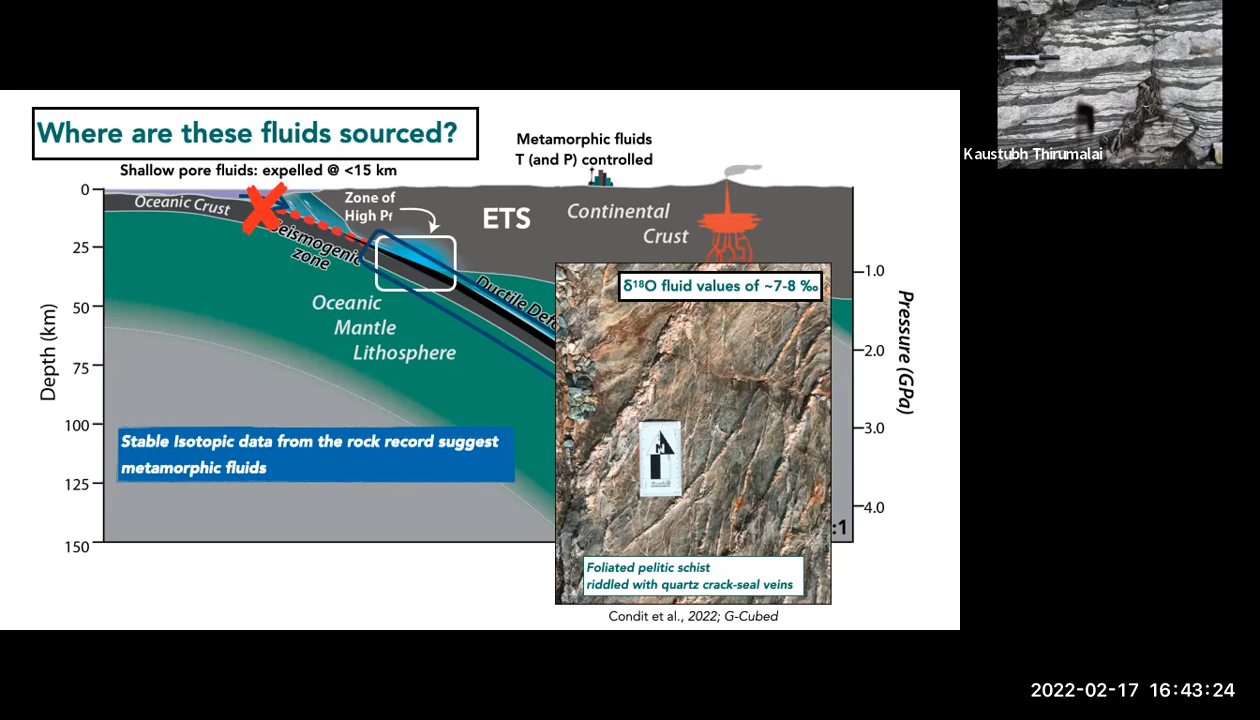 Where are these fluids sourced?
Metamorphic fluids
T (and P) controlled
Shallow pore fluids: expelled @ <15 km
Kaustubh Thirumalai
0
25
50
75
100
125
150
Depth (km)
Oceanic Crust
Seismogenic
zone
Zone of
High Pf
ETS
Continental
Crust
Oceanic
Mantle
Lithosphere
Ductile Defo
δ¹⁸O fluid values of ~7-8 ‰
1.0
2.0
3.0
4.0
Pressure (GPa)
:1
Stable Isotopic data from the rock record suggest
metamorphic fluids
Foliated pelitic schist
riddled with quartz crack-seal veins
Condit et al., 2022; G-Cubed
2022-02-17 16:43:24